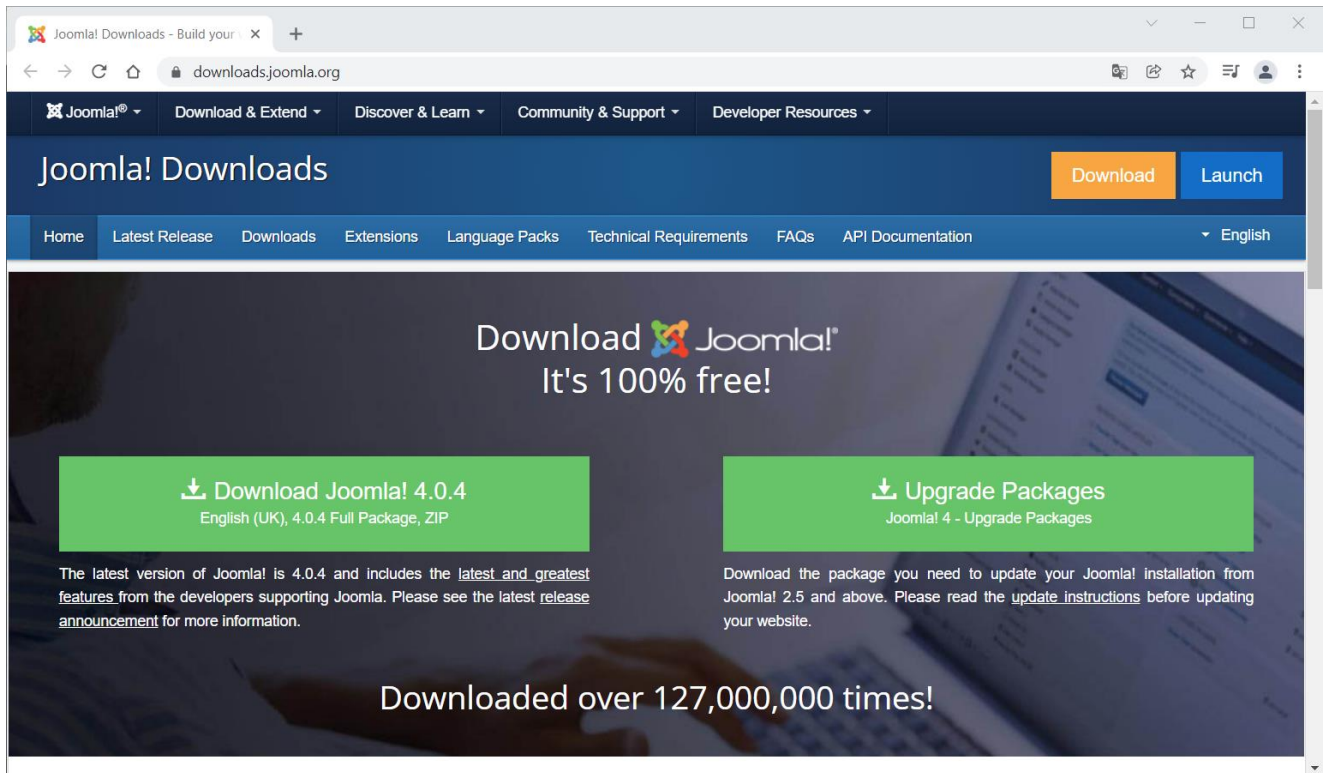 Joomla! Downloads - Build your
downloads.joomla.org
Joomla!® Download & Extend Discover & Learn Community & Support Developer Resources
Joomla! Downloads
Download Launch
Home Latest Release Downloads Extensions Language Packs Technical Requirements FAQs API Documentation English
Download Joomla!®
It's 100% free!
Download Joomla! 4.0.4
English (UK), 4.0.4 Full Package, ZIP
The latest version of Joomla! is 4.0.4 and includes the latest and greatest
features from the developers supporting Joomla. Please see the latest release
announcement for more information.
Upgrade Packages
Joomla! 4 - Upgrade Packages
Download the package you need to update your Joomla! installation from
Joomla! 2.5 and above. Please read the update instructions before updating
your website.
Downloaded over 127,000,000 times!